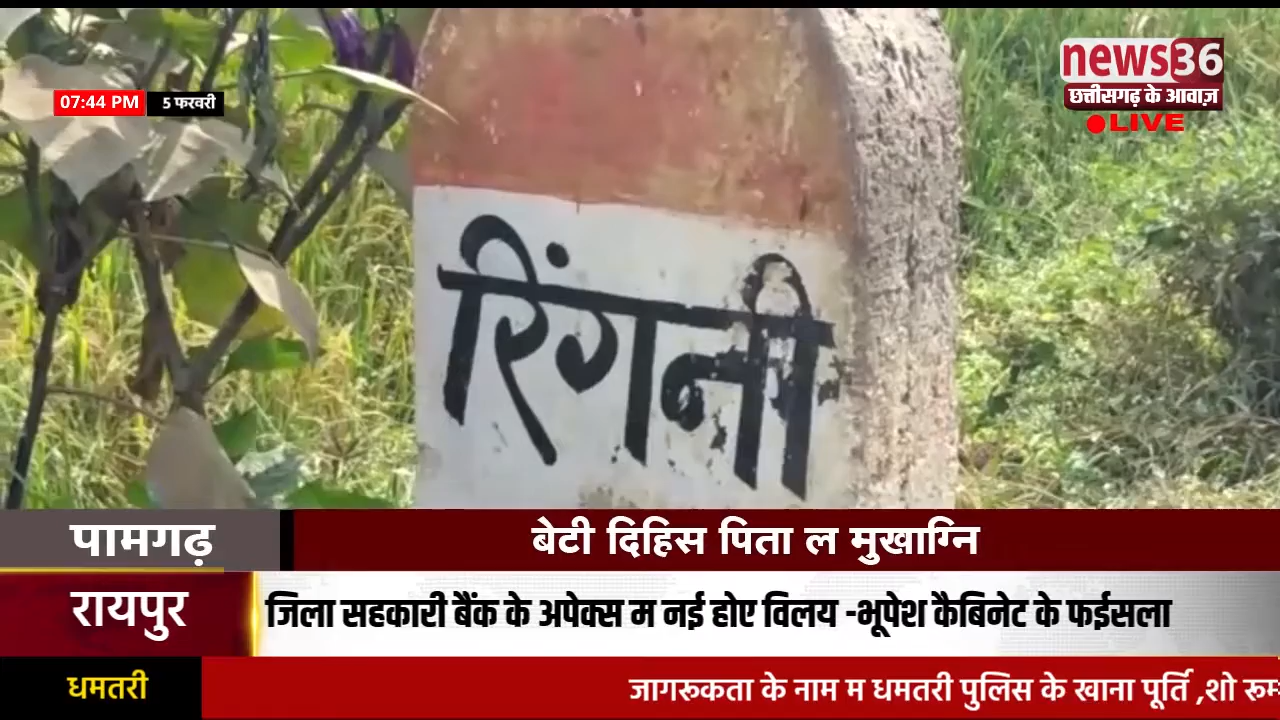 news36
छत्तीसगढ़ के आवाज़
LIVE
07:44 PM 5 फरवरी
रिंगनी
पामगढ़ बेटी दिहिस पिता ल मुखाग्नि
रायपुर जिला सहकारी बैंक के अपेक्स म नई होए विलय -भूपेश कैबिनेट के फईसला
धमतरी जागरूकता के नाम म धमतरी पुलिस के खाना पूर्ति ,शो रूम